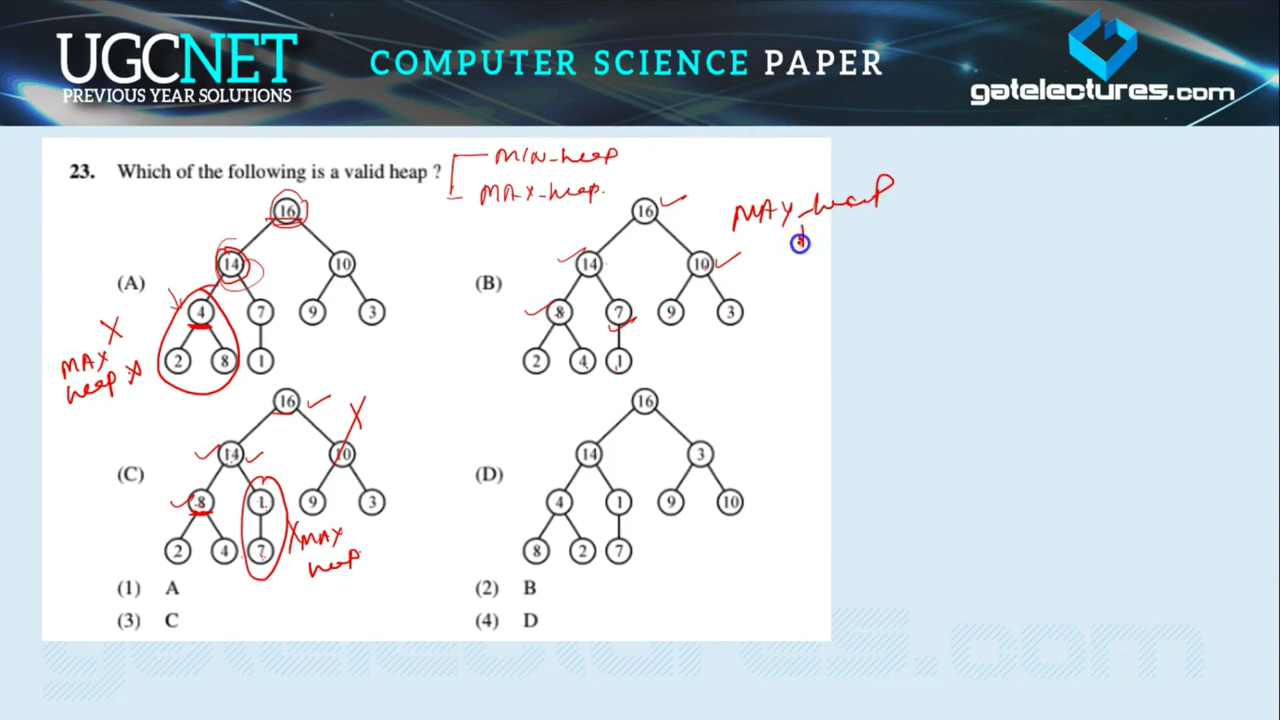 UGCNET
PREVIOUS YEAR SOLUTIONS
COMPUTER SCIENCE PAPER
gatelectures.com
23. Which of the following is a valid heap ?
MIN-heap
MAX-heap.
(A)
16
14 10
4 7 9 3
2 8 1
MAX
heap
(B)
16
14 10
8 7 9 3
2 4 1
MAX-heap
(C)
16
14 10
8 1 9 3
2 4 7
MAX
heap
(D)
16
14 3
4 1 9 10
8 2 7
(1) A (2) B
(3) C (4) D
gatelectures.com